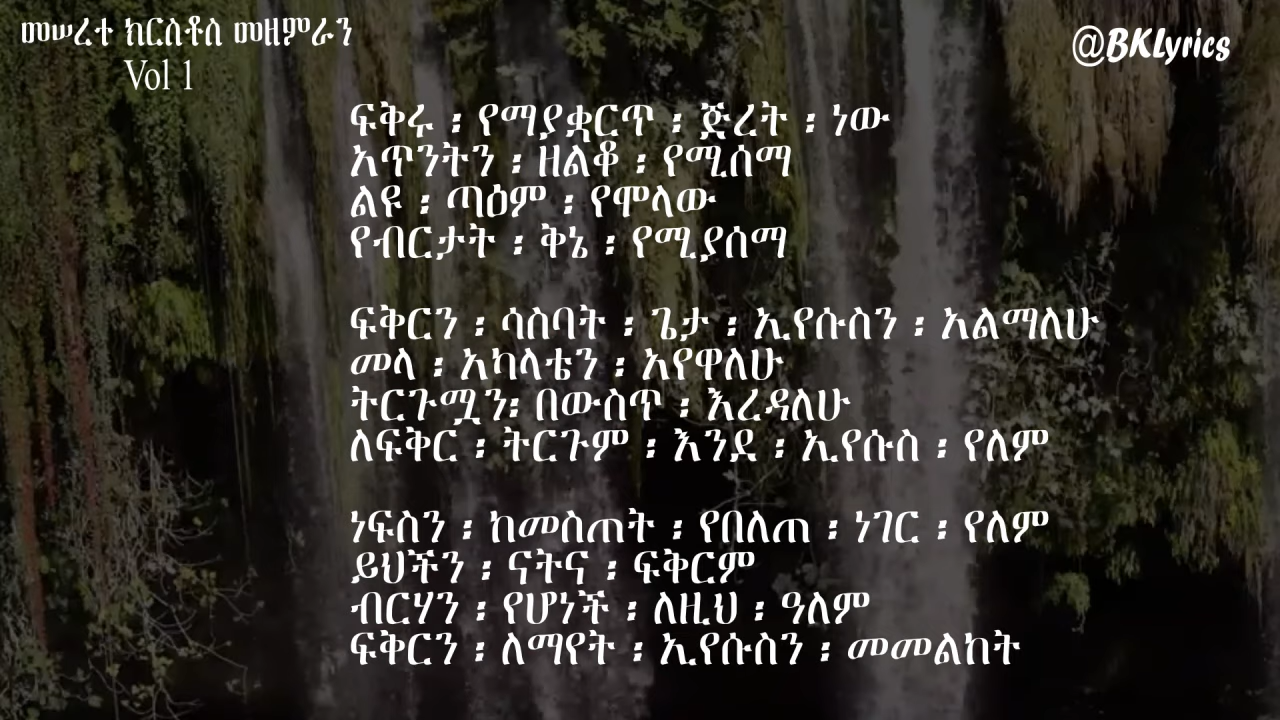 መሠረተ ክርስቶስ መዘምራን
Vol 1
@BKLyrics
ፍቅሩ ፡ የማያቋርጥ ፡ ጅረት ፡ ነው
አጥንትን ፡ ዘልቆ ፡ የሚሰማ
ልዩ ፡ ጣዕም ፡ የሞላው
የብርታት ፡ ቅኔ ፡ የሚያሰማ
ፍቅርን ፡ ሳስባት ፡ ጌታ ፡ ኢየሱስን ፡ አልማለሁ
መላ ፡ አካላቴን ፡ አየዋለሁ
ትርጉሟን፡ በውስጥ ፡ እረዳለሁ
ለፍቅር ፡ ትርጉም ፡ እንደ ፡ ኢየሱስ ፡ የለም
ነፍስን ፡ ከመስጠት ፡ የበለጠ ፡ ነገር ፡ የለም
ይህችን ፡ ናትና ፡ ፍቅርም
ብርሃን ፡ የሆነች ፡ ለዚህ ፡ ዓለም
ፍቅርን ፡ ለማየት ፡ ኢየሱስን ፡ መመልከት